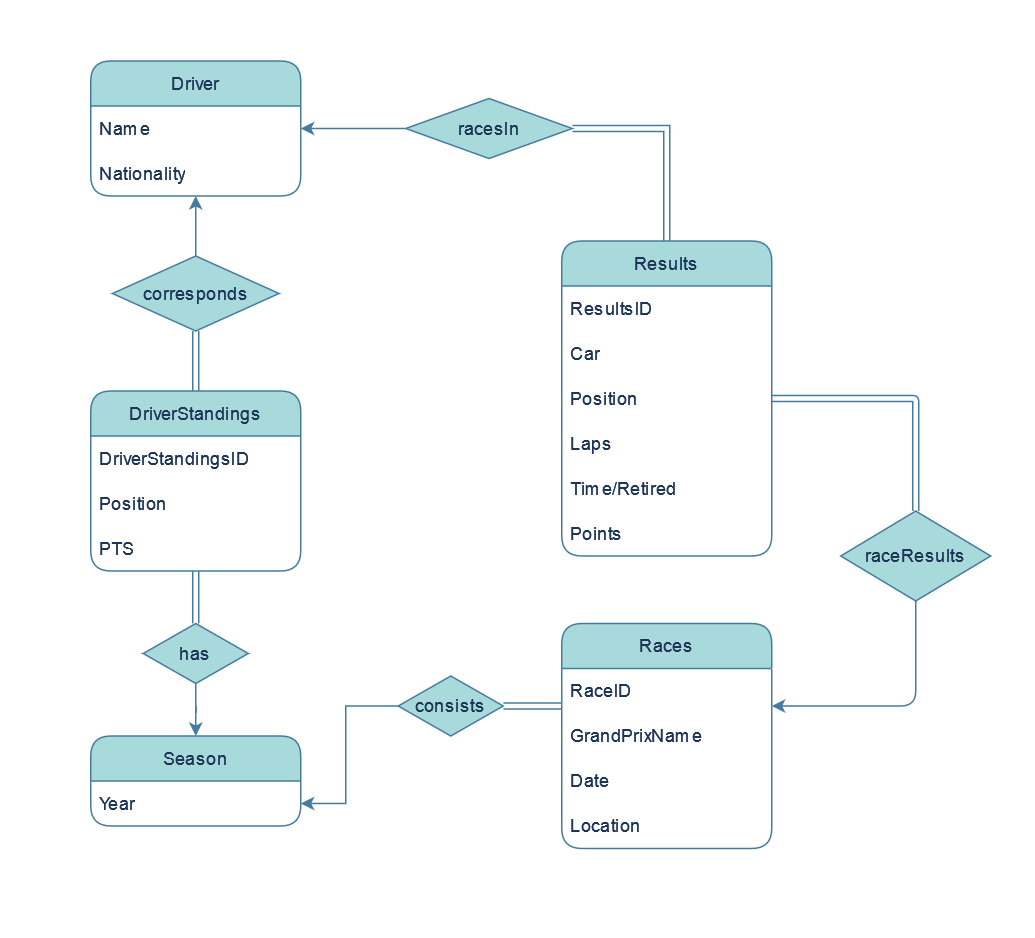 Driver
Name
Nationality
racesIn
corresponds
Results
ResultsID
Car
Position
Laps
Time/Retired
Points
DriverStandings
DriverStandingsID
Position
PTS
raceResults
has
Races
RaceID
GrandPrixName
Date
Location
consists
Season
Year